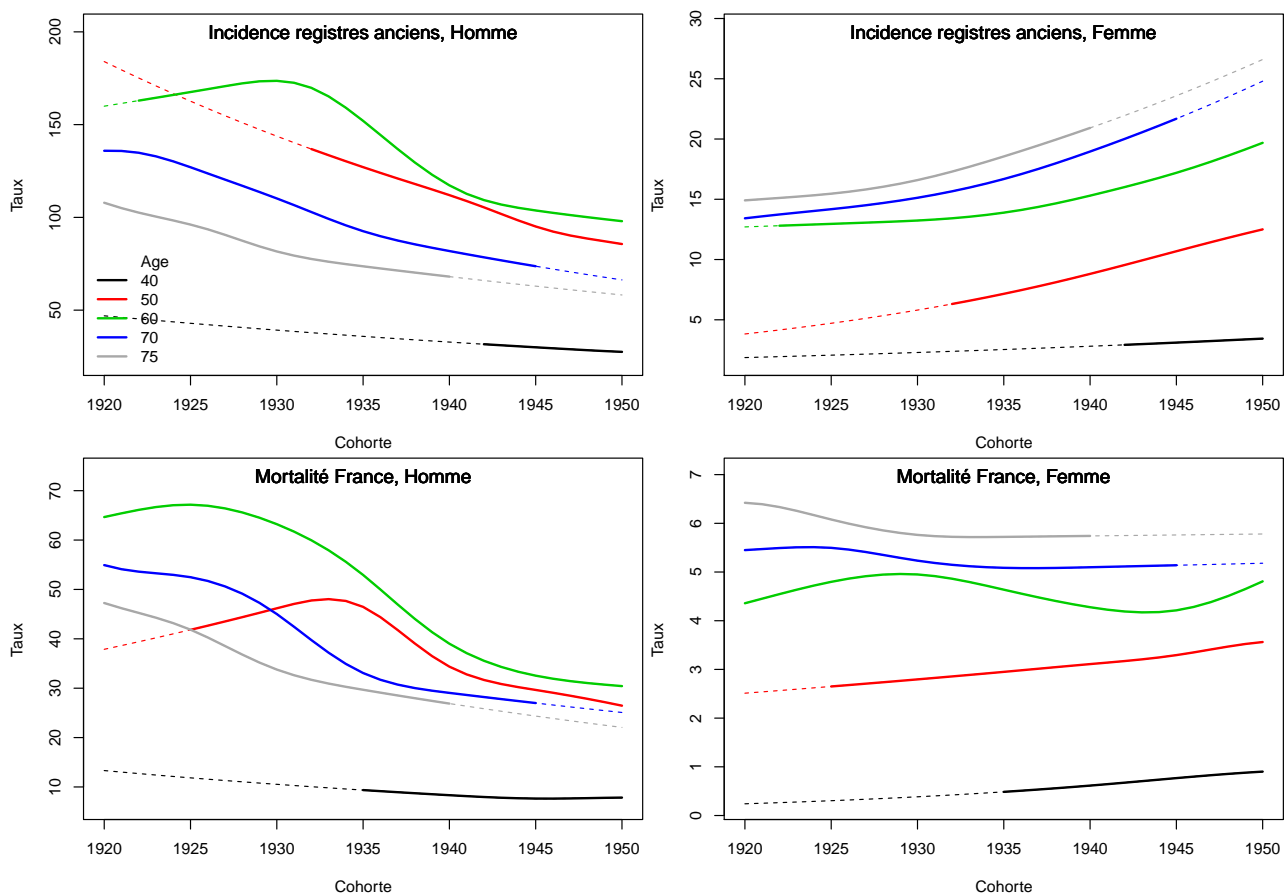 Incidence registres anciens, Homme
200
150
100
50
Taux
Age
40
50
60
70
75
1920 1925 1930 1935 1940 1945 1950
Cohorte
Incidence registres anciens, Femme
30
25
20
15
10
5
Taux
1920 1925 1930 1935 1940 1945 1950
Cohorte
Mortalité France, Homme
70
60
50
40
30
20
10
Taux
1920 1925 1930 1935 1940 1945 1950
Cohorte
Mortalité France, Femme
7
6
5
4
3
2
1
0
Taux
1920 1925 1930 1935 1940 1945 1950
Cohorte